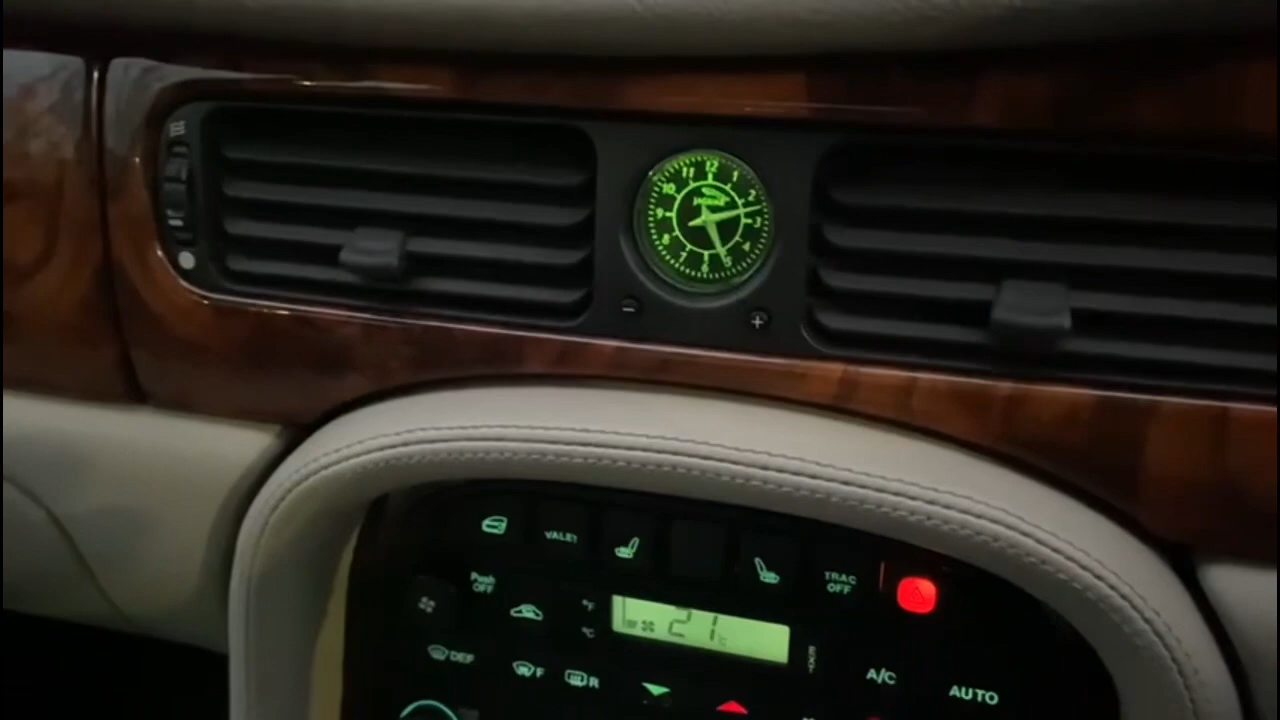 12
11 1
10 2
9 3
8 4
7 5
6
JAGUAR
− +
VALET
TRAC
OFF
Push
OFF
°F
°C
21°C
EXT
DEF
F
R
A/C
AUTO